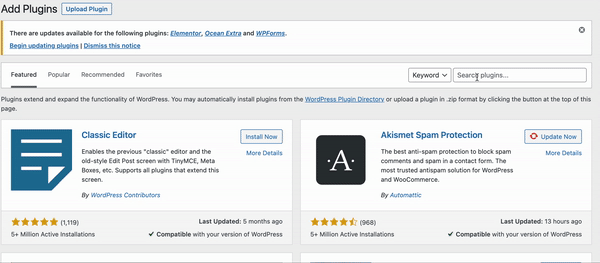 Add Plugins
Upload Plugin
There are updates available for the following plugins: Elementor, Ocean Extra and WPForms.
Begin updating plugins | Dismiss this notice
Featured Popular Recommended Favorites
Keyword
Search plugins...
Plugins extend and expand the functionality of WordPress. You may automatically install plugins from the WordPress Plugin Directory or upload a plugin in .zip format by clicking the button at the top of this
page.
Classic Editor
Install Now
More Details
Enables the previous "classic" editor and the
old-style Edit Post screen with TinyMCE, Meta
Boxes, etc. Supports all plugins that extend this
screen.
By WordPress Contributors
(1,119)
Last Updated: 5 months ago
5+ Million Active Installations
Compatible with your version of WordPress
A
Akismet Spam Protection
Update Now
More Details
The best anti-spam protection to block spam
comments and spam in a contact form. The
most trusted antispam solution for WordPress
and WooCommerce.
By Automattic
(968)
Last Updated: 13 hours ago
5+ Million Active Installations
Compatible with your version of WordPress